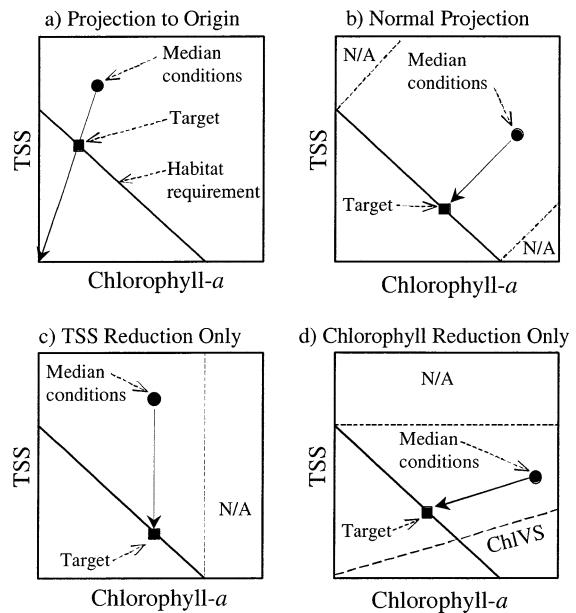 a) Projection to Origin
Median
conditions
Target
Habitat
requirement
TSS
Chlorophyll-a
b) Normal Projection
N/A
Median
conditions
Target
N/A
TSS
Chlorophyll-a
c) TSS Reduction Only
Median
conditions
N/A
Target
TSS
Chlorophyll-a
d) Chlorophyll Reduction Only
N/A
Median
conditions
Target
ChlVS
TSS
Chlorophyll-a